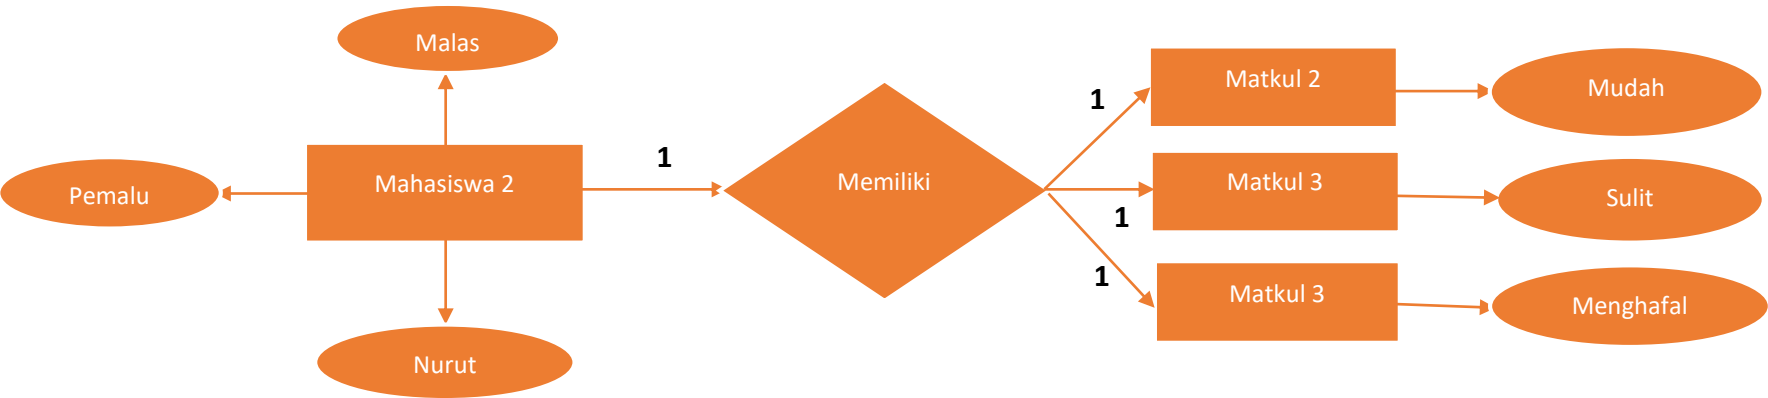 Malas
Pemalu
Mahasiswa 2
Nurut
1
Memiliki
1
Matkul 2
Mudah
1
Matkul 3
Sulit
1
Matkul 3
Menghafal